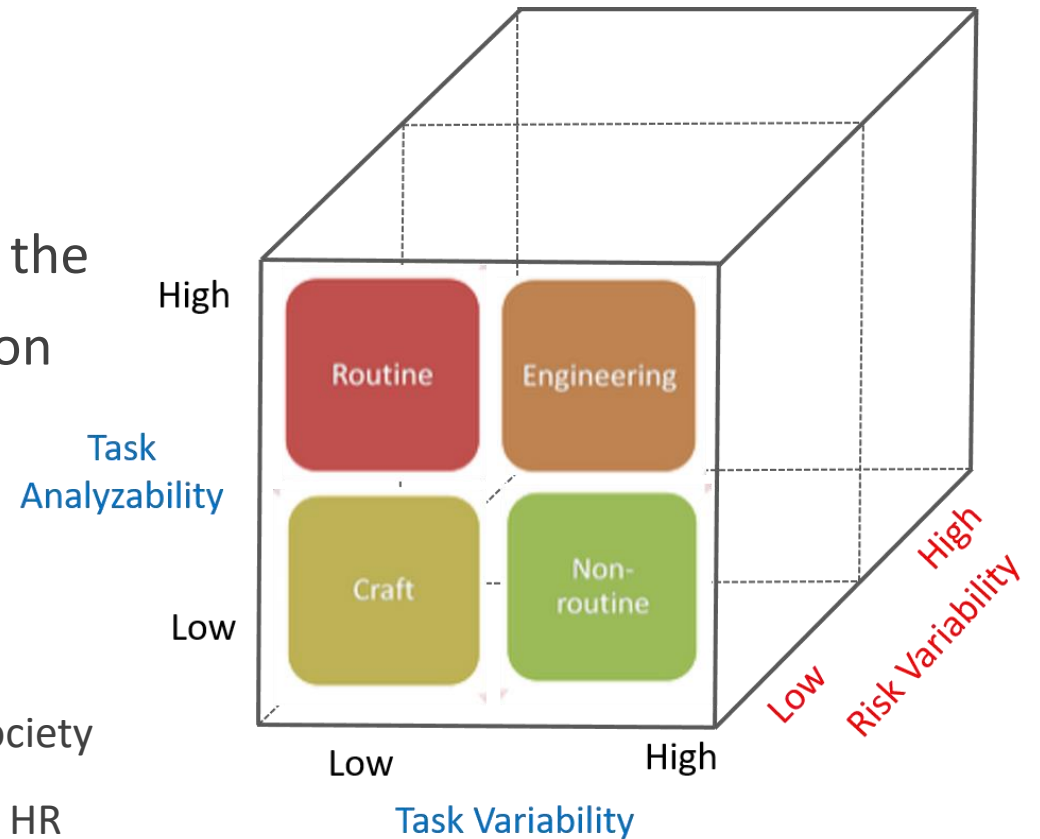 the
on
High
Routine
Engineering
Task
Analyzability
Craft
Non-
routine
Low
High
Risk Variability
Low
ociety
Low
High
HR
Task Variability